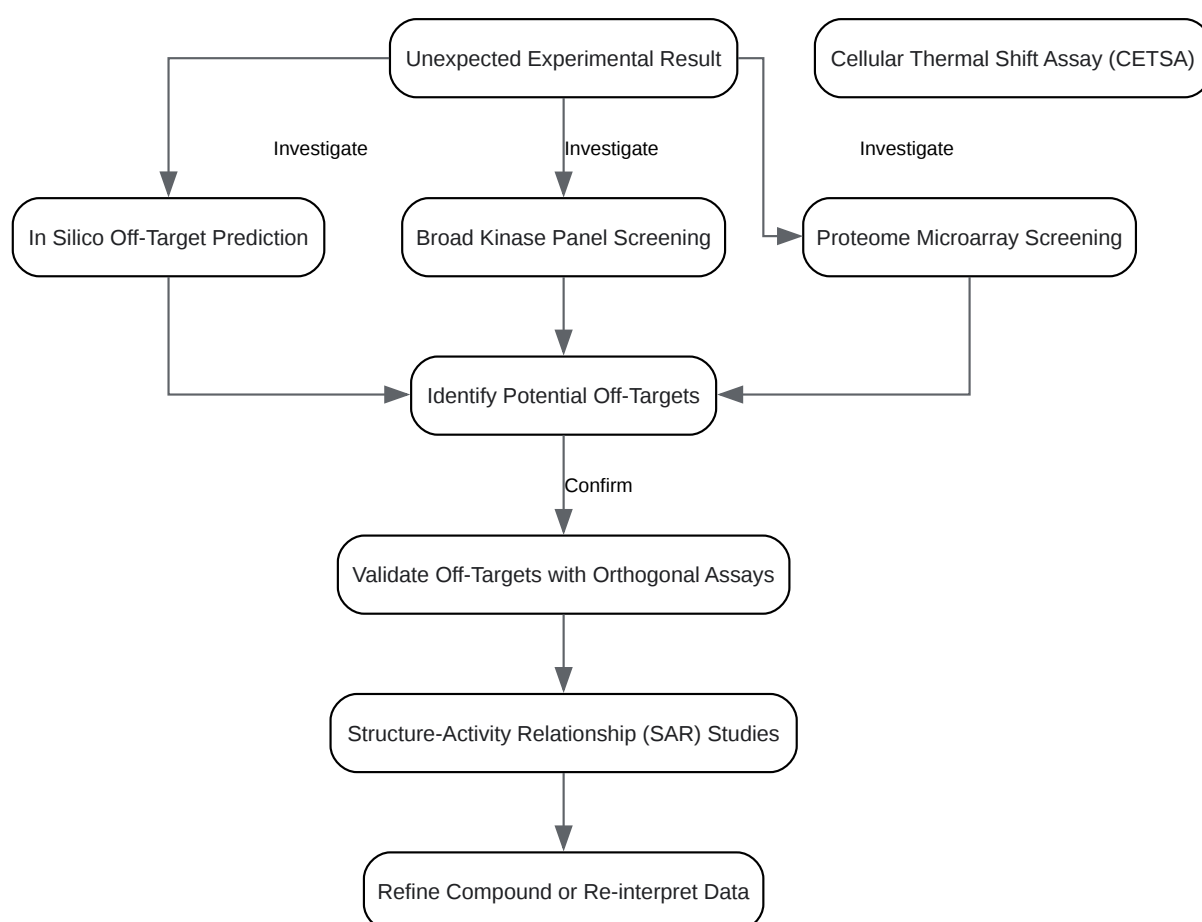 Unexpected Experimental Result
Cellular Thermal Shift Assay (CETSA)
Investigate
Investigate
Investigate
In Silico Off-Target Prediction
Broad Kinase Panel Screening
Proteome Microarray Screening
Identify Potential Off-Targets
Confirm
Validate Off-Targets with Orthogonal Assays
Structure-Activity Relationship (SAR) Studies
Refine Compound or Re-interpret Data